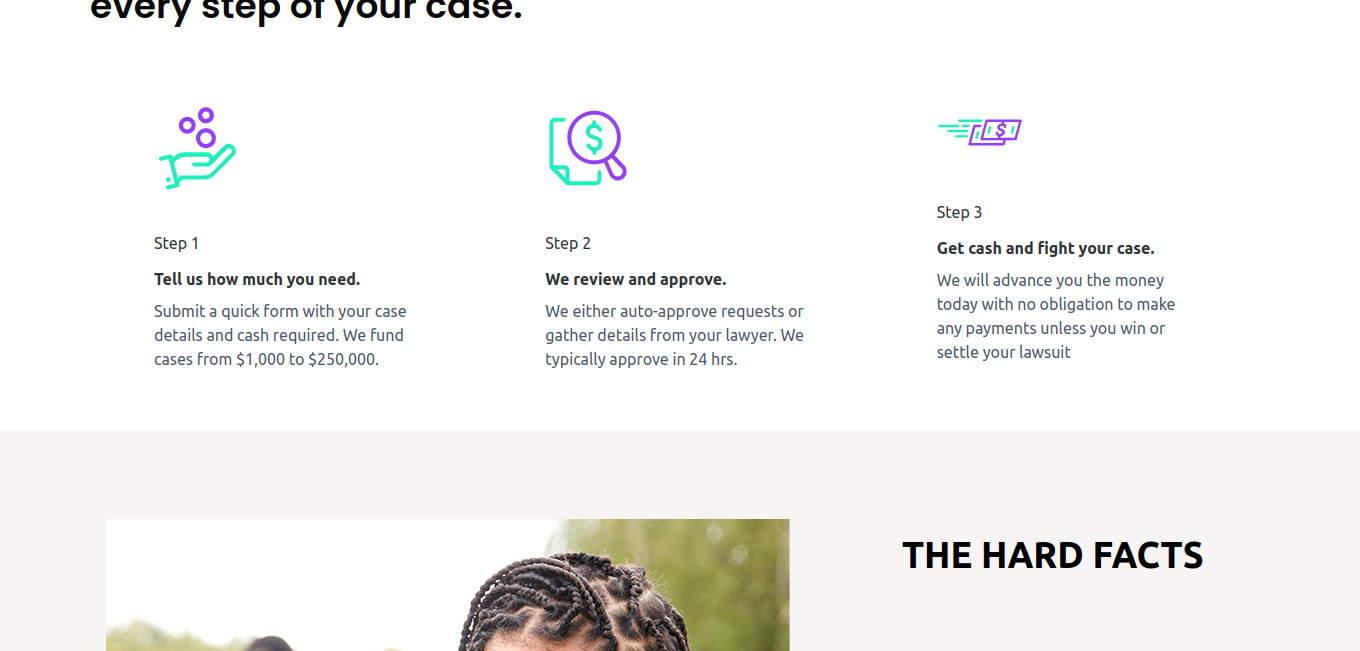 every step of your case.
Step 1
Tell us how much you need.
Submit a quick form with your case
details and cash required. We fund
cases from $1,000 to $250,000.
Step 2
We review and approve.
We either auto-approve requests or
gather details from your lawyer. We
typically approve in 24 hrs.
Step 3
Get cash and fight your case.
We will advance you the money
today with no obligation to make
any payments unless you win or
settle your lawsuit
THE HARD FACTS